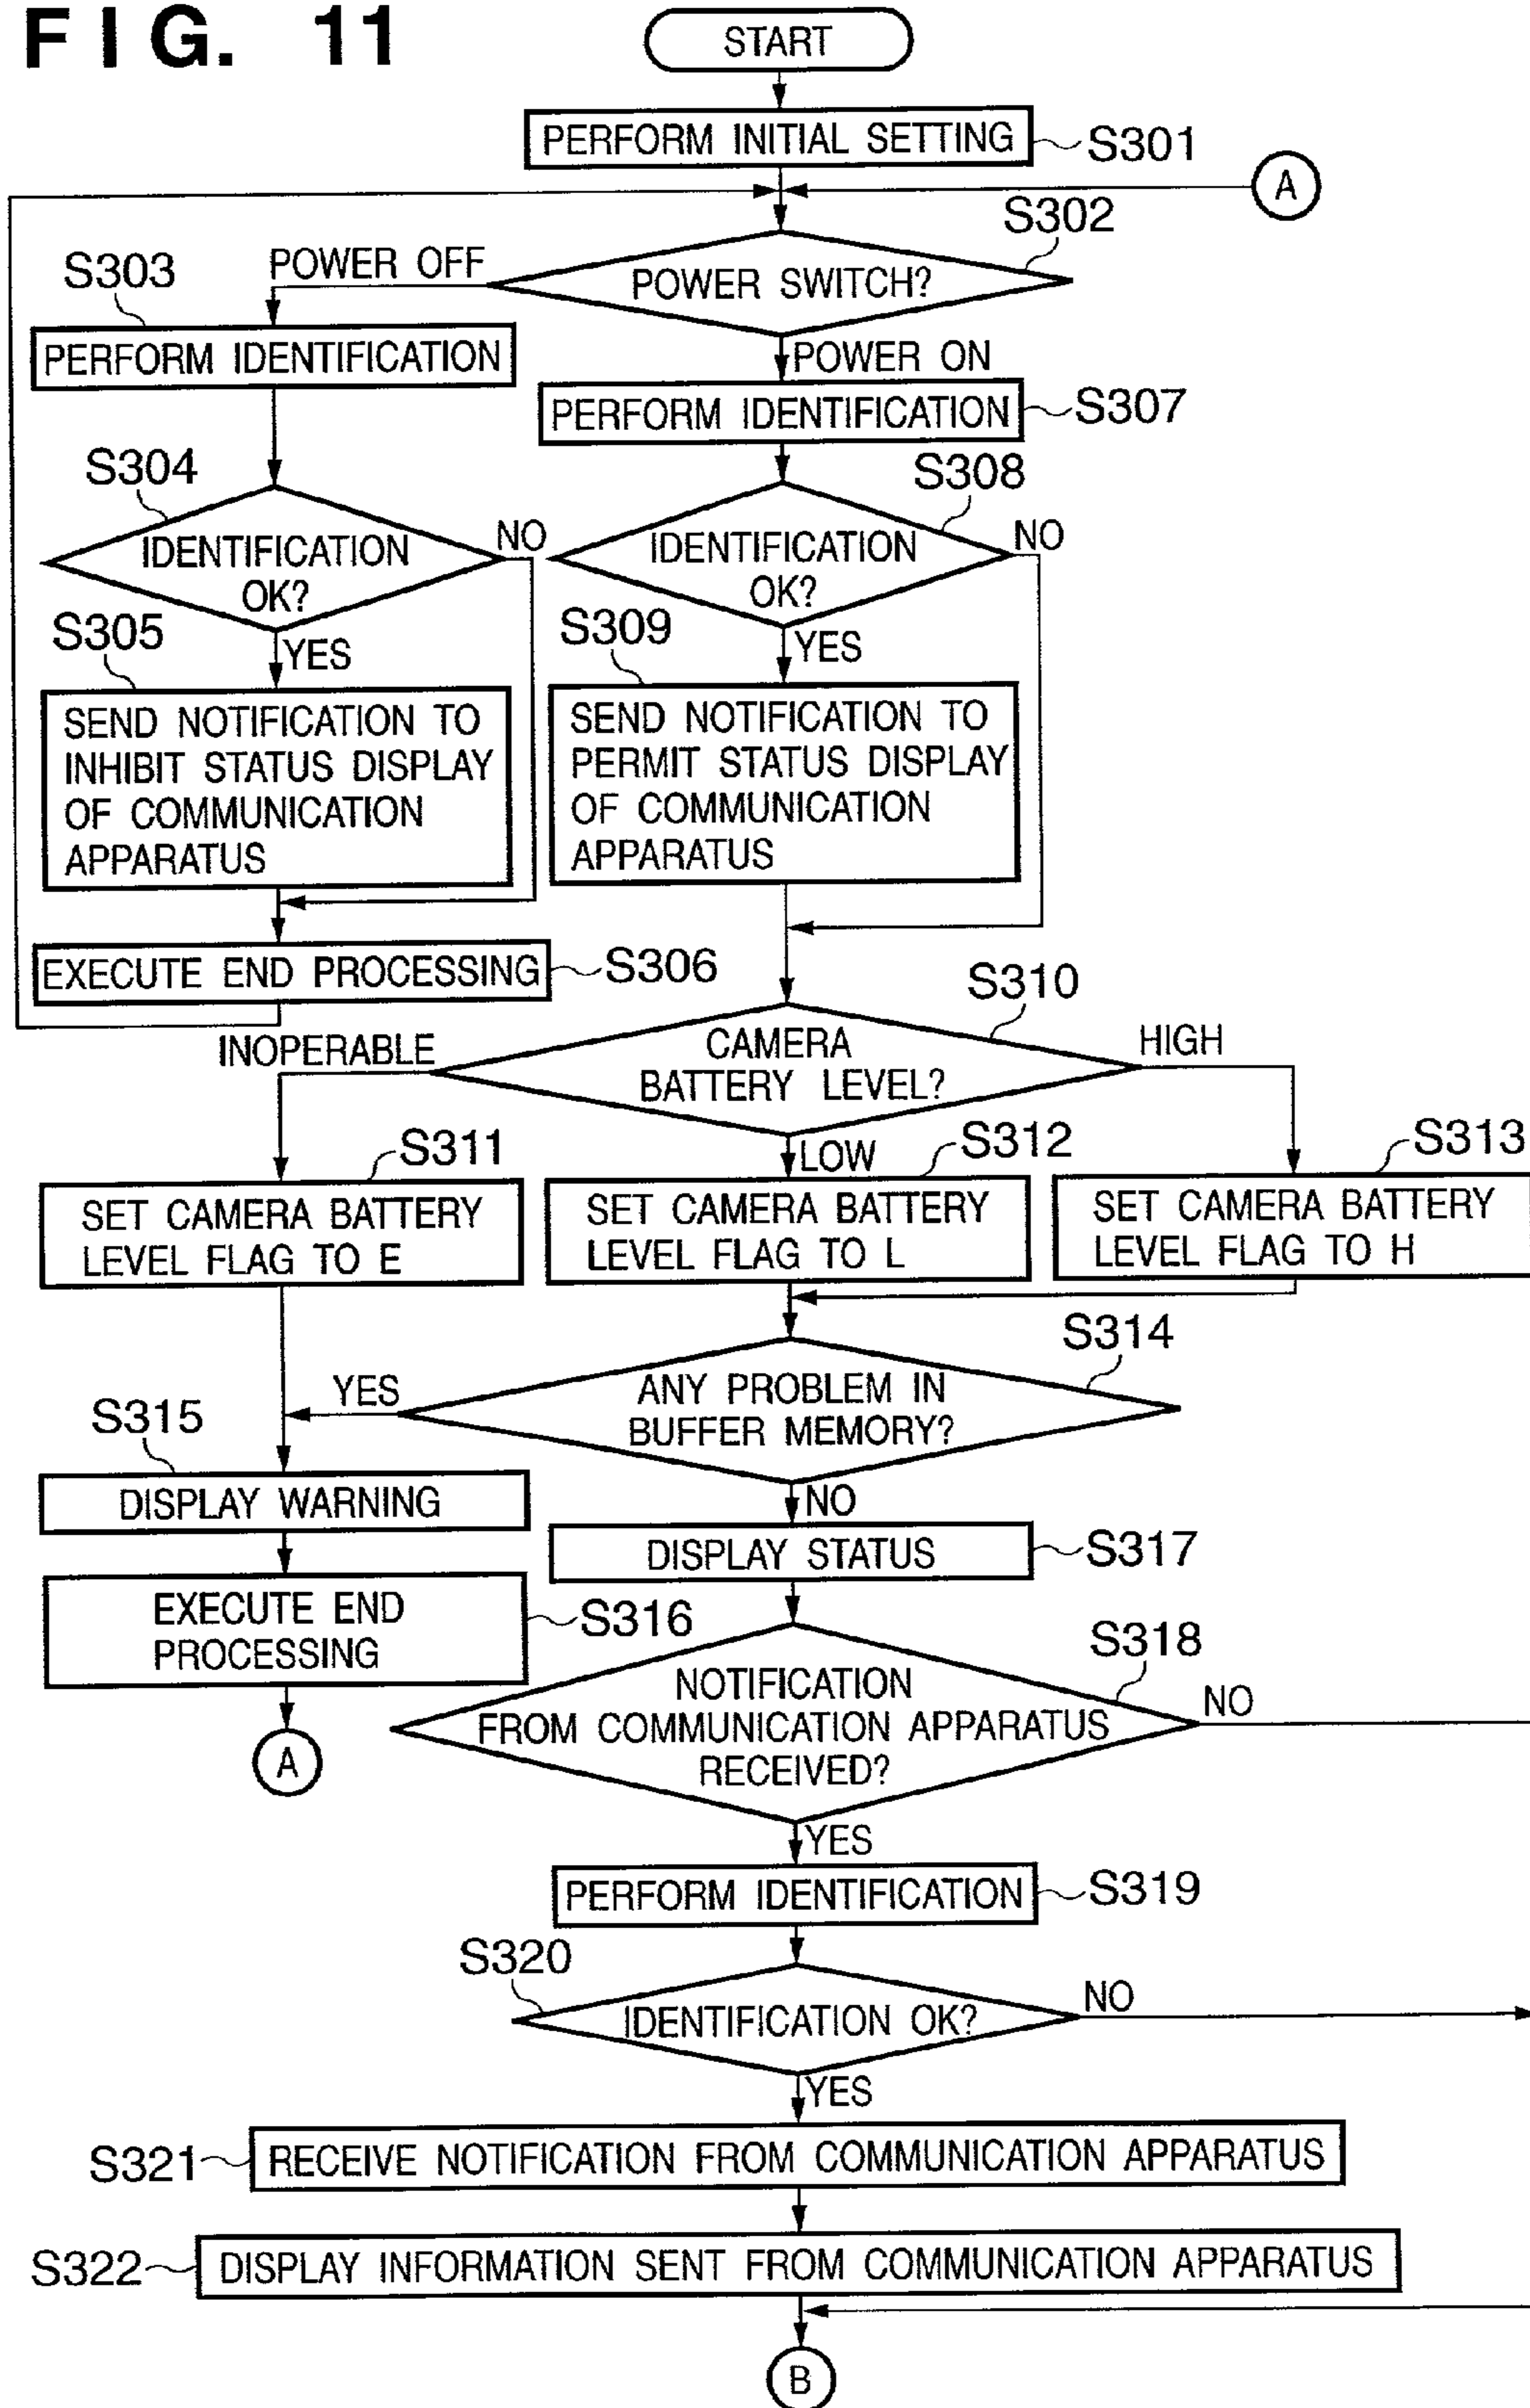 FIG. 11
START
PERFORM INITIAL SETTING
S301
A
S302
POWER OFF
POWER SWITCH?
S303
PERFORM IDENTIFICATION
POWER ON
PERFORM IDENTIFICATION
S307
S304
IDENTIFICATION
OK?
NO
S308
IDENTIFICATION
OK?
NO
S305
YES
SEND NOTIFICATION TO
INHIBIT STATUS DISPLAY
OF COMMUNICATION
APPARATUS
S309
YES
SEND NOTIFICATION TO
PERMIT STATUS DISPLAY
OF COMMUNICATION
APPARATUS
EXECUTE END PROCESSING
S306
S310
INOPERABLE
CAMERA
BATTERY LEVEL?
HIGH
S311
SET CAMERA BATTERY
LEVEL FLAG TO E
LOW
S312
SET CAMERA BATTERY
LEVEL FLAG TO L
S313
SET CAMERA BATTERY
LEVEL FLAG TO H
S314
YES
ANY PROBLEM IN
BUFFER MEMORY?
S315
DISPLAY WARNING
NO
DISPLAY STATUS
S317
EXECUTE END
PROCESSING
S316
A
S318
NOTIFICATION
FROM COMMUNICATION APPARATUS
RECEIVED?
NO
YES
PERFORM IDENTIFICATION
S319
S320
IDENTIFICATION OK?
NO
YES
S321
RECEIVE NOTIFICATION FROM COMMUNICATION APPARATUS
S322
DISPLAY INFORMATION SENT FROM COMMUNICATION APPARATUS
B